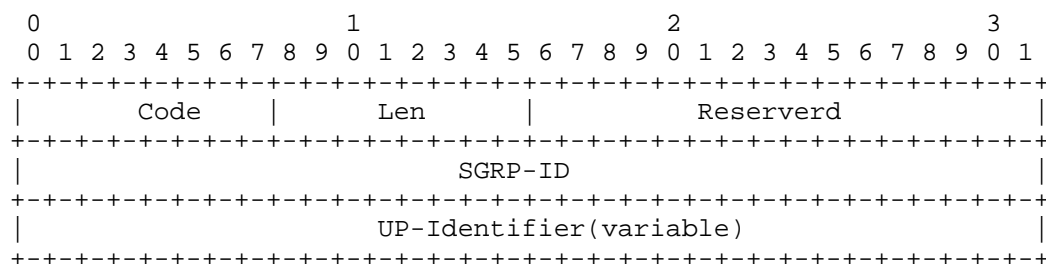 0                   1                   2                   3
 0 1 2 3 4 5 6 7 8 9 0 1 2 3 4 5 6 7 8 9 0 1 2 3 4 5 6 7 8 9 0 1
+-+-+-+-+-+-+-+-+-+-+-+-+-+-+-+-+-+-+-+-+-+-+-+-+-+-+-+-+-+-+-+-+
|       Code    |      Len      |          Reserverd            |
+-+-+-+-+-+-+-+-+-+-+-+-+-+-+-+-+-+-+-+-+-+-+-+-+-+-+-+-+-+-+-+-+
|                           SGRP-ID                             |
+-+-+-+-+-+-+-+-+-+-+-+-+-+-+-+-+-+-+-+-+-+-+-+-+-+-+-+-+-+-+-+-+
|                      UP-Identifier(variable)                  |
+-+-+-+-+-+-+-+-+-+-+-+-+-+-+-+-+-+-+-+-+-+-+-+-+-+-+-+-+-+-+-+-+